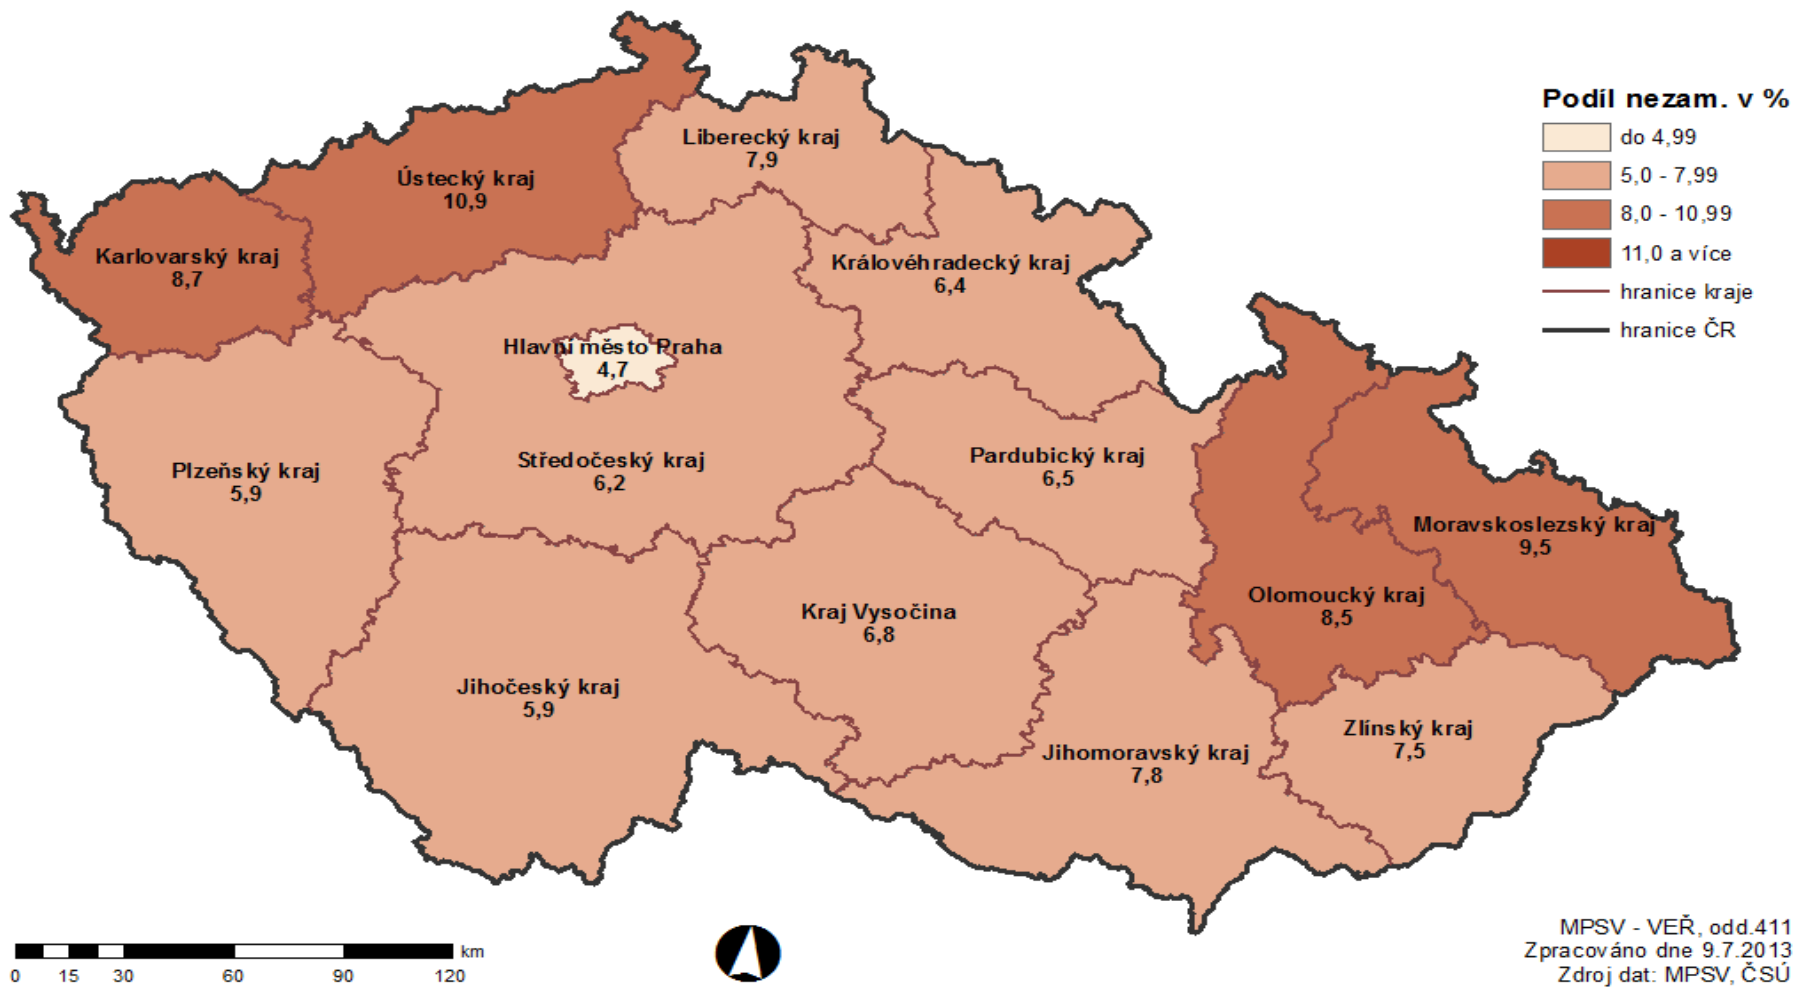 Liberecký kraj
7,9
Ústecký kraj
10,9
Karlovarský kraj
8,7
Královéhradecký kraj
6,4
Hlavní město Praha
4,7
Plzeňský kraj
5,9
Středočeský kraj
6,2
Pardubický kraj
6,5
Moravskoslezský kraj
9,5
Olomoucký kraj
8,5
Kraj Vysočina
6,8
Jihočeský kraj
5,9
Jihomoravský kraj
7,8
Zlínský kraj
7,5
Podíl nezam. v %
do 4,99
5,0 - 7,99
8,0 - 10,99
11,0 a více
hranice kraje
hranice ČR
km
0 15 30 60 90 120
MPSV - VEŘ, odd.411
Zpracováno dne 9.7.2013
Zdroj dat: MPSV, ČSÚ